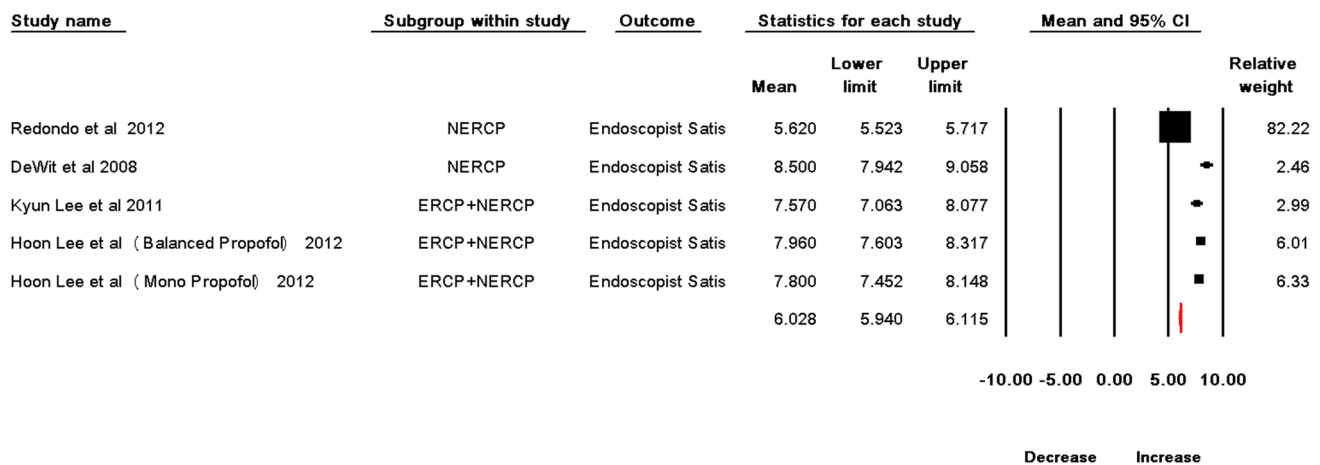 Study name Subgroup within study Outcome Statistics for each study Mean and 95% CI
Lower Upper Relative
Mean limit limit weight
Redondo et al 2012 NERCP Endoscopist Satis 5.620 5.523 5.717 82.22
DeWit et al 2008 NERCP Endoscopist Satis 8.500 7.942 9.058 2.46
Kyun Lee et al 2011 ERCP+NERCP Endoscopist Satis 7.570 7.063 8.077 2.99
Hoon Lee et al (Balanced Propofol) 2012 ERCP+NERCP Endoscopist Satis 7.960 7.603 8.317 6.01
Hoon Lee et al (Mono Propofol) 2012 ERCP+NERCP Endoscopist Satis 7.800 7.452 8.148 6.33
6.028 5.940 6.115
-10.00 -5.00 0.00 5.00 10.00
Decrease Increase